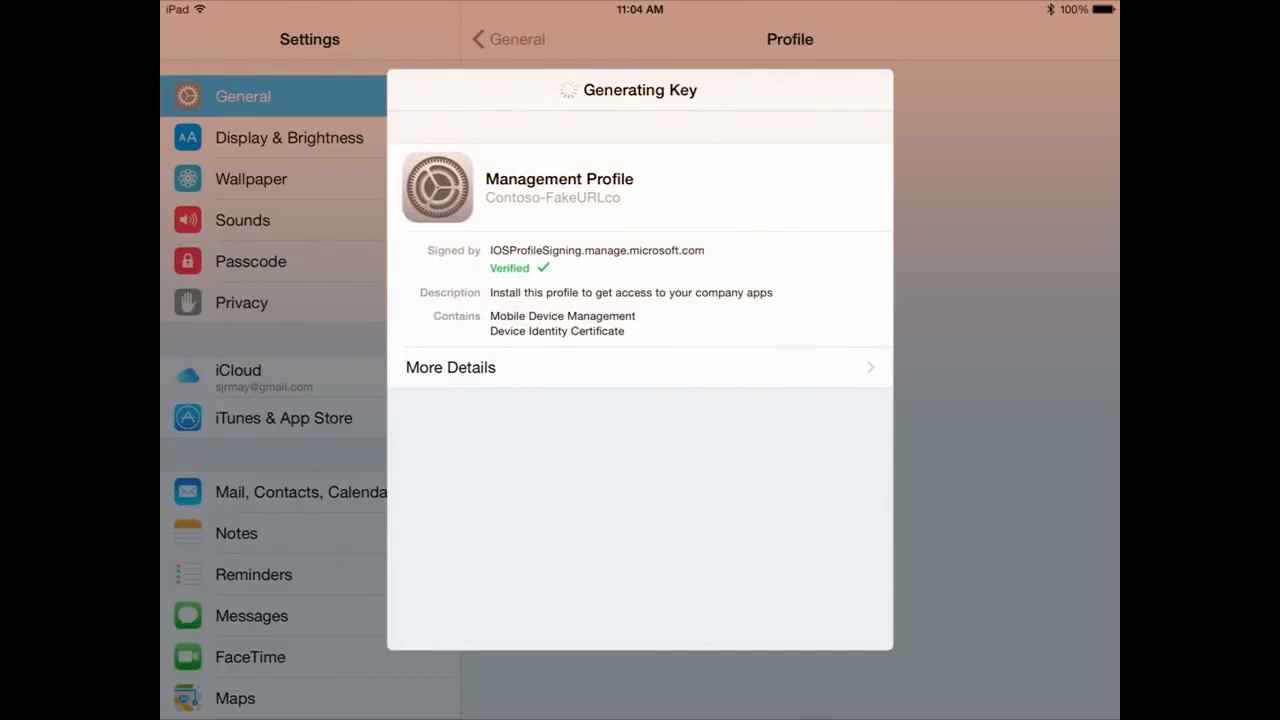 iPad
11:04 AM
100%
Settings
General
Profile
Generating Key
General
Display & Brightness
Wallpaper
Sounds
Passcode
Privacy
iCloud
sjrmay@gmail.com
iTunes & App Store
Mail, Contacts, Calenda
Notes
Reminders
Messages
FaceTime
Maps
Management Profile
Contoso-FakeURLco
Signed by IOSProfileSigning.manage.microsoft.com
Verified
Description Install this profile to get access to your company apps
Contains Mobile Device Management
Device Identity Certificate
More Details